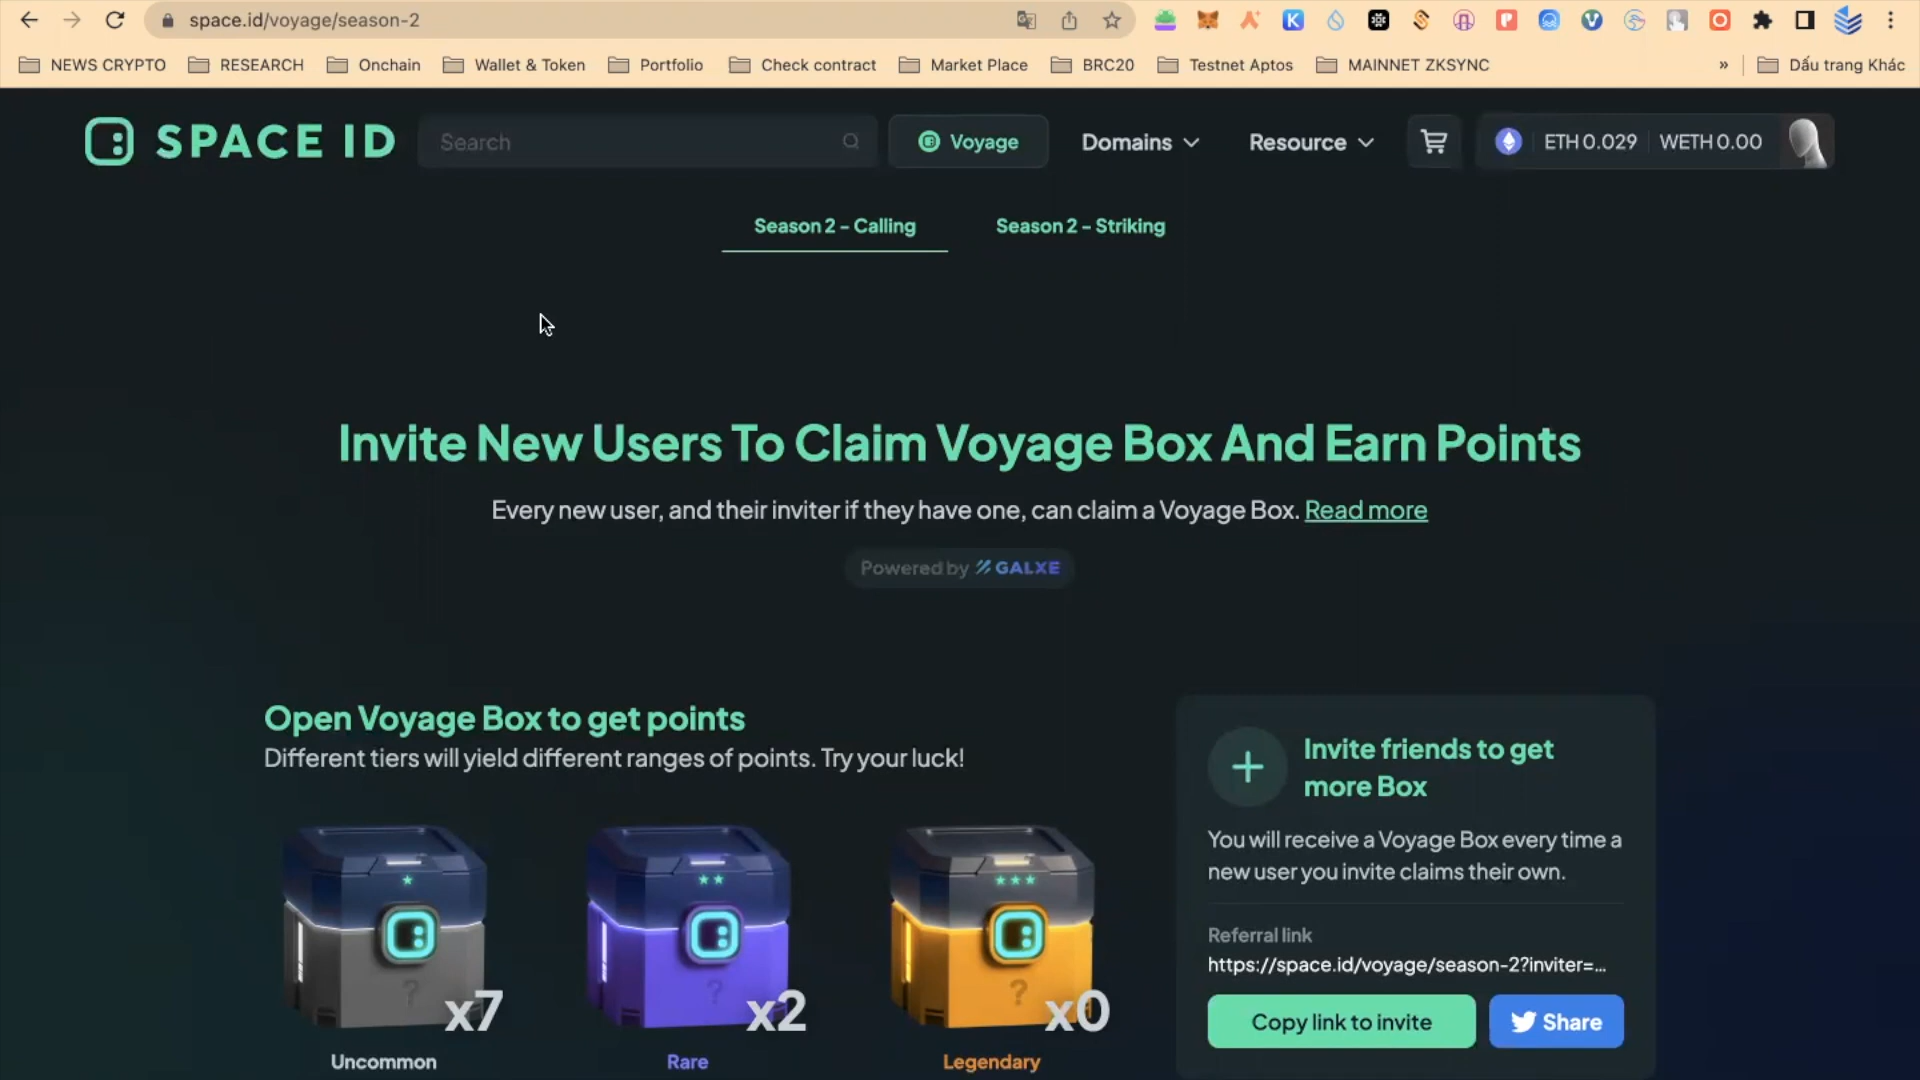 space.id/voyage/season-2
NEWS CRYPTO
RESEARCH
Onchain
Wallet & Token
Portfolio
Check contract
Market Place
BRC20
Testnet Aptos
MAINNET ZKSYNC
»
Dấu trang Khác
SPACE ID
Search
Voyage
Domains
Resource
ETH 0.029
WETH 0.00
Season 2 - Calling
Season 2 - Striking
Invite New Users To Claim Voyage Box And Earn Points
Every new user, and their inviter if they have one, can claim a Voyage Box. Read more
Powered by GALXE
Open Voyage Box to get points
Different tiers will yield different ranges of points. Try your luck!
? x7
Uncommon
? x2
Rare
? x0
Legendary
Invite friends to get
more Box
You will receive a Voyage Box every time a
new user you invite claims their own.
Referral link
https://space.id/voyage/season-2?inviter=...
Copy link to invite
Share